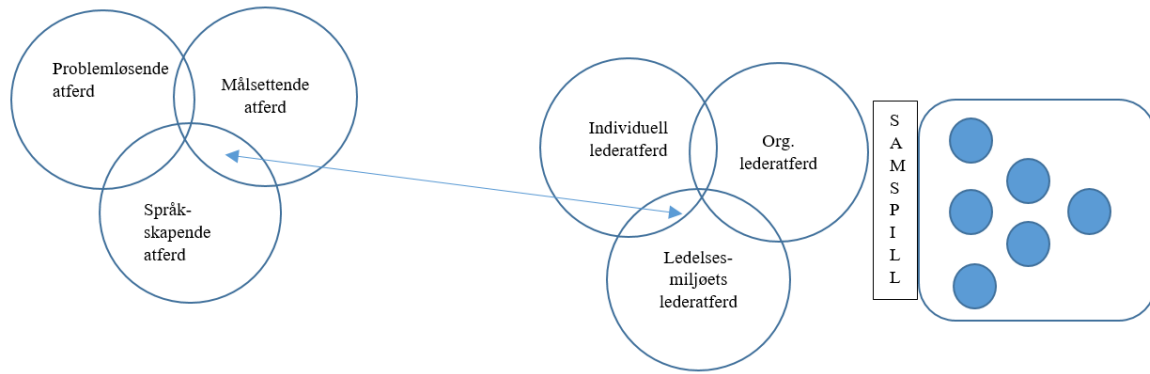 Problemløsende
atferd
Målsettende
atferd
Språk-
skapende
atferd
Individuell
lederatferd
Org.
lederatferd
Ledelses-
miljøets
lederatferd
S
A
M
S
P
I
L
L